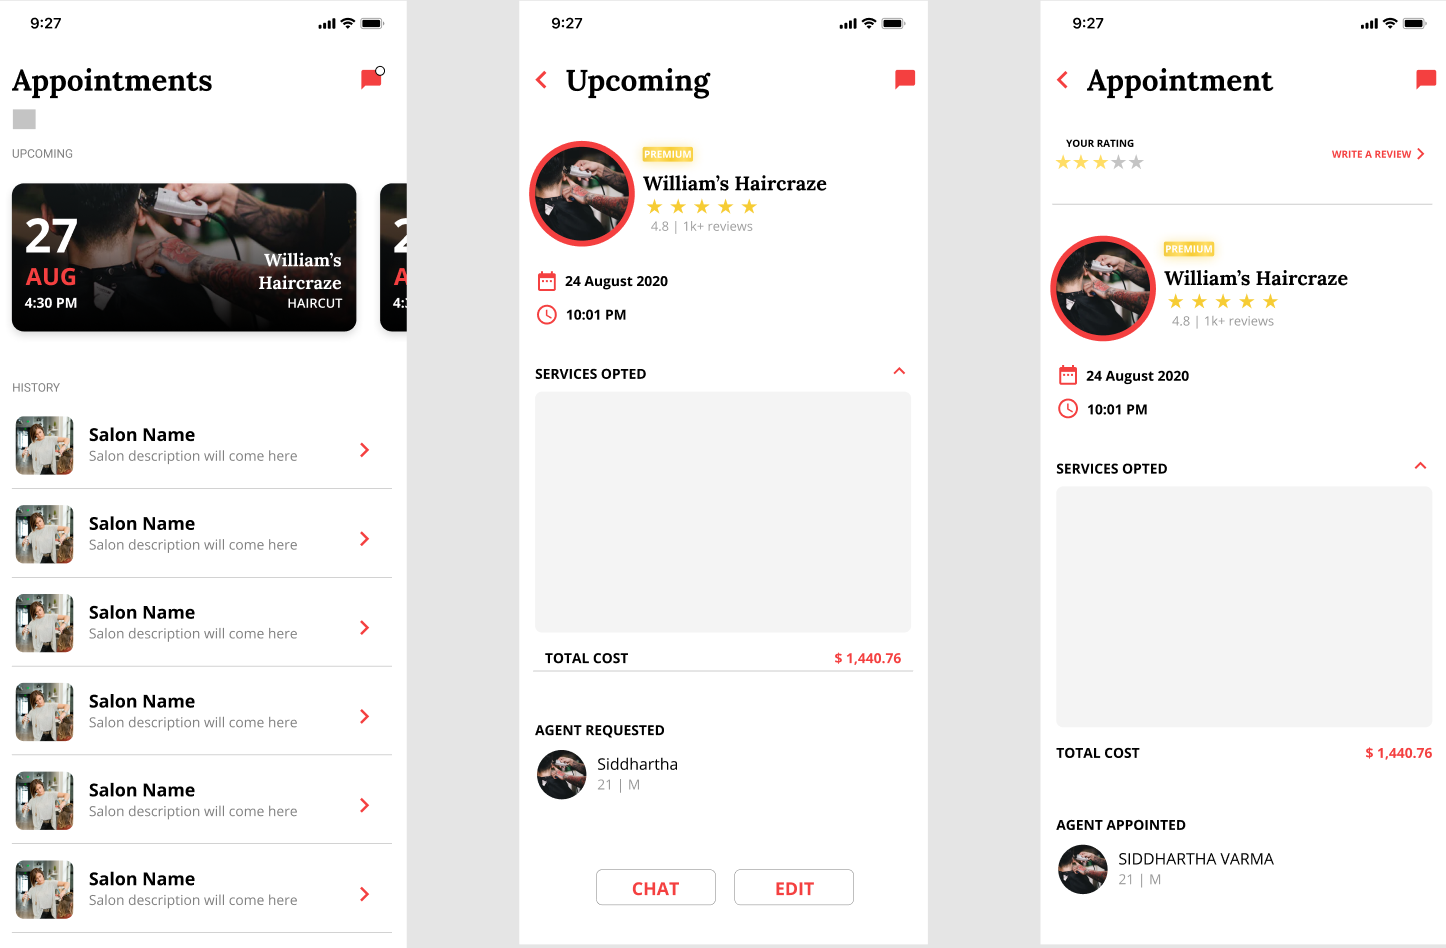 9:27
Appointments
UPCOMING
27
AUG
4:30 PM
William’s
Haircraze
HAIRCUT
2
A
4:
HISTORY
Salon Name
Salon description will come here
Salon Name
Salon description will come here
Salon Name
Salon description will come here
Salon Name
Salon description will come here
Salon Name
Salon description will come here
Salon Name
Salon description will come here
9:27
Upcoming
PREMIUM
William’s Haircraze
4.8 | 1k+ reviews
24 August 2020
10:01 PM
SERVICES OPTED
TOTAL COST $ 1,440.76
AGENT REQUESTED
Siddhartha
21 | M
CHAT EDIT
9:27
Appointment
YOUR RATING
WRITE A REVIEW
PREMIUM
William’s Haircraze
4.8 | 1k+ reviews
24 August 2020
10:01 PM
SERVICES OPTED
TOTAL COST $ 1,440.76
AGENT APPOINTED
SIDDHARTHA VARMA
21 | M